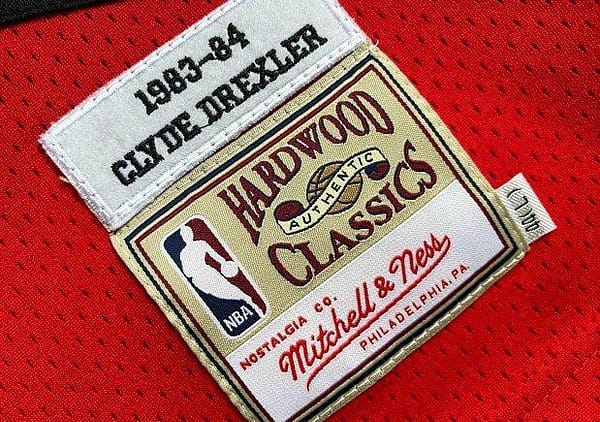 1983-84
CLYDE DREXLER
HARDWOOD
AUTHENTIC
CLASSICS
NBA
NOSTALGIA CO.
Mitchell & Ness
PHILADELPHIA, PA.